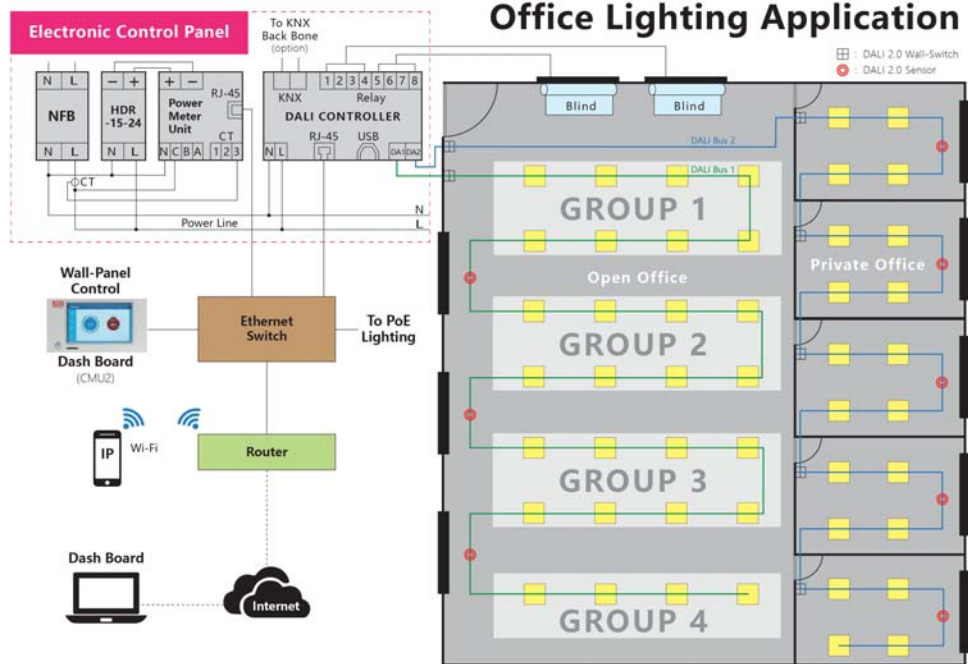 Office Lighting Application
Electronic Control Panel
To KNX
Back Bone
(option)
DALI 2.0 Wall-Switch
DALI 2.0 Sensor
N L
NFB
N L
- +
HDR
-15-24
N L
+ -
Power
Meter
Unit
RJ-45
CT
N C B A 1 2 3
1 2 3 4 5 6 7 8
KNX
Relay
DALI CONTROLLER
RJ-45 USB
N L
DA1 DA2
CT
N
Power Line
L
Blind
Blind
DALI Bus 2
DALI Bus 1
GROUP 1
Open Office
Private Office
GROUP 2
GROUP 3
GROUP 4
Wall-Panel
Control
Dash Board
(CMU2)
Ethernet
Switch
To PoE
Lighting
IP
Wi-Fi
Router
Dash Board
Internet